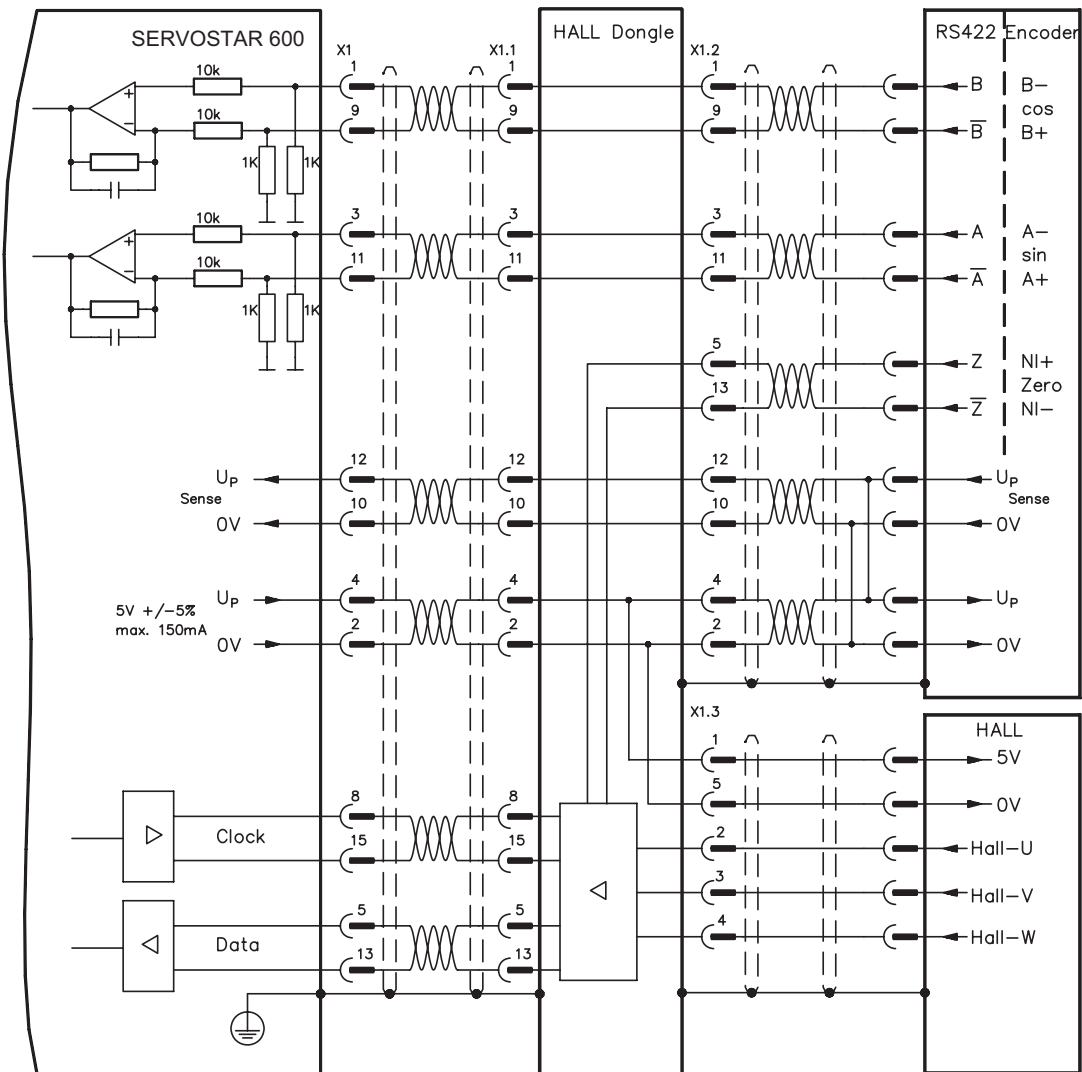 SERVOSTAR 600
HALL Dongle
RS422 Encoder
X1
X1.1
X1.2
10k
1
1
1
B
B−
cos
10k
9
9
9
B̅
B+
1K
1K
10k
3
3
3
A
A−
sin
10k
11
11
11
A̅
A+
1K
1K
5
Z
NI+
Zero
13
Z̅
NI−
UP
12
12
12
UP
Sense
Sense
0V
10
10
10
0V
5V +/−5%
max. 150mA
UP
4
4
4
UP
0V
2
2
2
0V
X1.3
HALL
1
5V
5
0V
Clock
8
8
15
15
2
Hall−U
3
Hall−V
4
Hall−W
Data
5
5
13
13